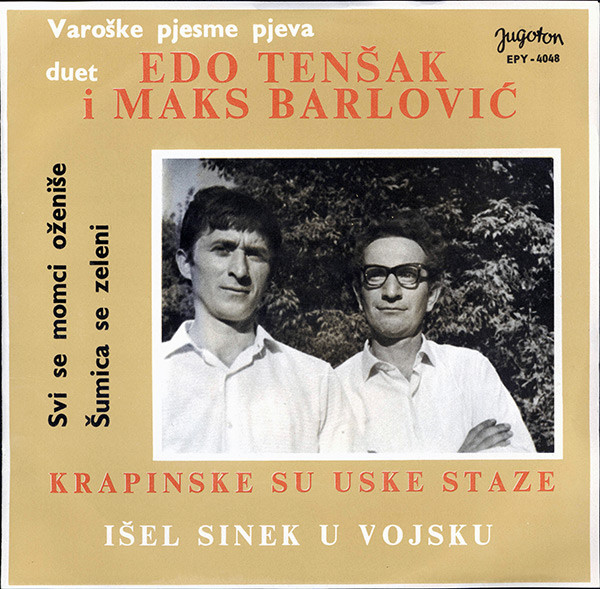 Varoške pjesme pjeva
duet EDO TENŠAK
i MAKS BARLOVIĆ
Jugoton
EPY - 4048
Svi se momci oženiše
Šumica se zeleni
KRAPINSKE SU USKE STAZE
IŠEL SINEK U VOJSKU